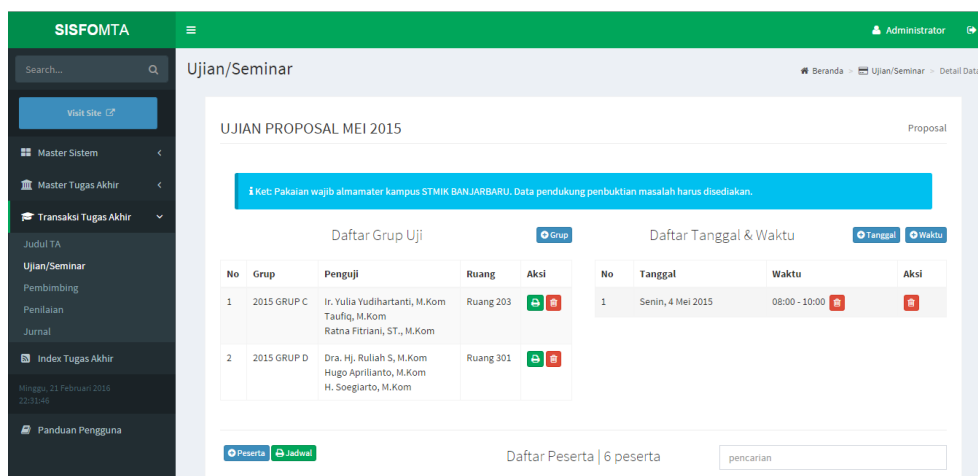 SISFOMTA
Administrator
Search...
Visit Site
Master Sistem
Master Tugas Akhir
Transaksi Tugas Akhir
Judul TA
Ujian/Seminar
Pembimbing
Penilaian
Jurnal
Index Tugas Akhir
Minggu, 21 Februari 2016
22:31:46
Panduan Pengguna
Ujian/Seminar
Beranda > Ujian/Seminar > Detail Data
UJIAN PROPOSAL MEI 2015
Proposal
Ket: Pakaian wajib almamater kampus STMIK BANJARBARU. Data pendukung penbuktian masalah harus disediakan.
Daftar Grup Uji
Grup
No Grup Penguji Ruang Aksi
1 2015 GRUP C Ir. Yulia Yudihartanti, M.Kom Ruang 203
Taufiq, M.Kom
Ratna Fitriani, ST., M.Kom
2 2015 GRUP D Dra. Hj. Ruliah S, M.Kom Ruang 301
Hugo Aprilianto, M.Kom
H. Soegiarto, M.Kom
Daftar Tanggal & Waktu
Tanggal Waktu
No Tanggal Waktu Aksi
1 Senin, 4 Mei 2015 08:00 - 10:00
Peserta Jadwal
Daftar Peserta | 6 peserta
pencarian